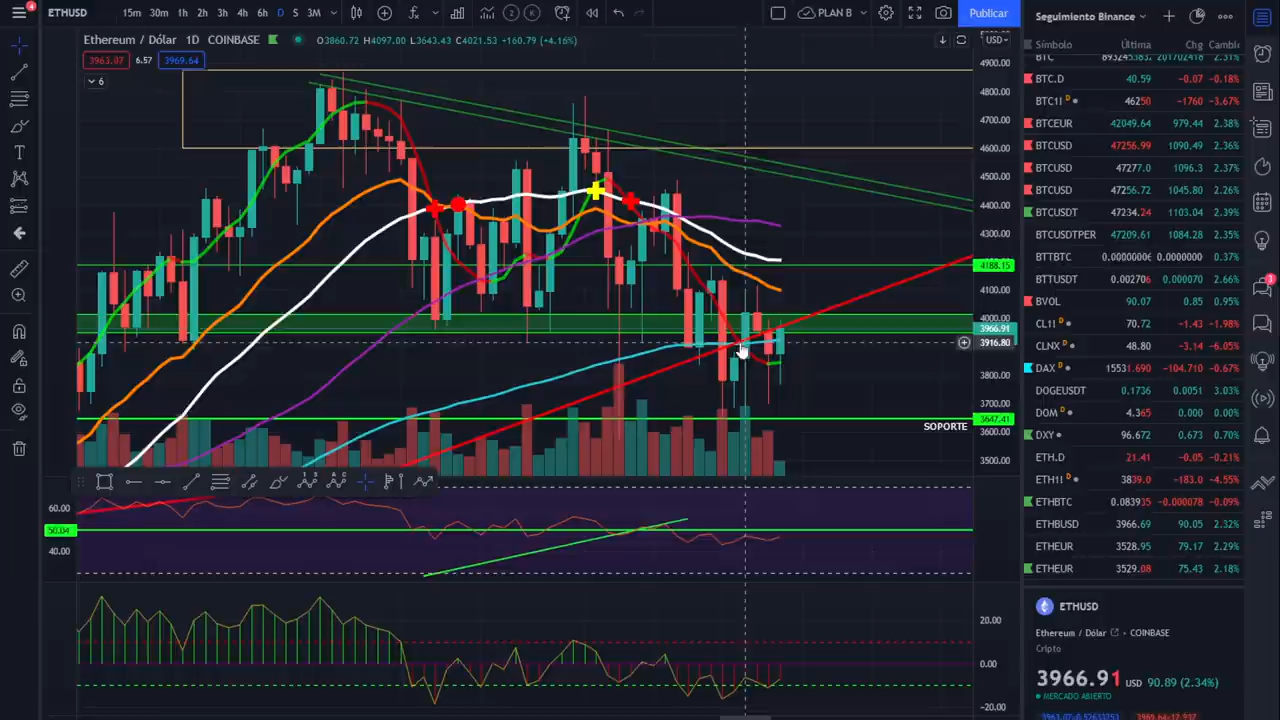 4
ETHUSD 15m 30m 1h 2h 3h 4h 6h D S 3M 2 K PLAN B Publicar
Ethereum / Dólar 1D COINBASE O3860.72 H4097.00 L3643.43 C4021.53 +160.79 (+4.16%)
3963.07 6.57 3969.64
6
USD
4900.00
4800.00
4700.00
4600.00
4500.00
4400.00
4300.00
4188.15
4100.00
4000.00
3966.91
3916.80
3800.00
3700.00
3647.41
SOPORTE
3600.00
3500.00
60.00
50.04
40.00
20.00
0.00
-20.00
Seguimiento Binance
Símbolo Última Chg Cambio
BTC.D 40.59 -0.07 -0.18%
BTC1! D 46250 -1760 -3.67%
BTCEUR 42049.64 979.44 2.38%
BTCUSD 47256.99 1090.49 2.36%
BTCUSD 47277.0 1096.3 2.37%
BTCUSD 47256.72 1045.80 2.26%
BTCUSDT 47234.24 1103.04 2.39%
BTCUSDTPER 47209.61 1084.28 2.35%
BTTBTC 0.00000006 0.0000000 0.37%
BTTUSDT 0.002706 0.000070 2.66%
BVOL 90.07 0.85 0.95%
CL1! D 70.72 -1.43 -1.98%
CLNX 48.80 -3.14 -6.05%
DAX D 15531.690 -104.710 -0.67%
DOGEUSDT 0.1736 0.0051 3.03%
DOM D 4.365 0.000 0.00%
DXY 96.672 0.673 0.70%
ETH.D 21.41 -0.05 -0.21%
ETH1! D 3839.0 -183.0 -4.55%
ETHBTC 0.083935 -0.000078 -0.09%
ETHBUSD 3966.69 90.05 2.32%
ETHEUR 3528.95 79.17 2.29%
ETHEUR 3529.08 75.43 2.18%
3
ETHUSD
Ethereum / Dólar COINBASE
Cripto
3966.91 USD 90.89 (2.34%)
MERCADO ABIERTO